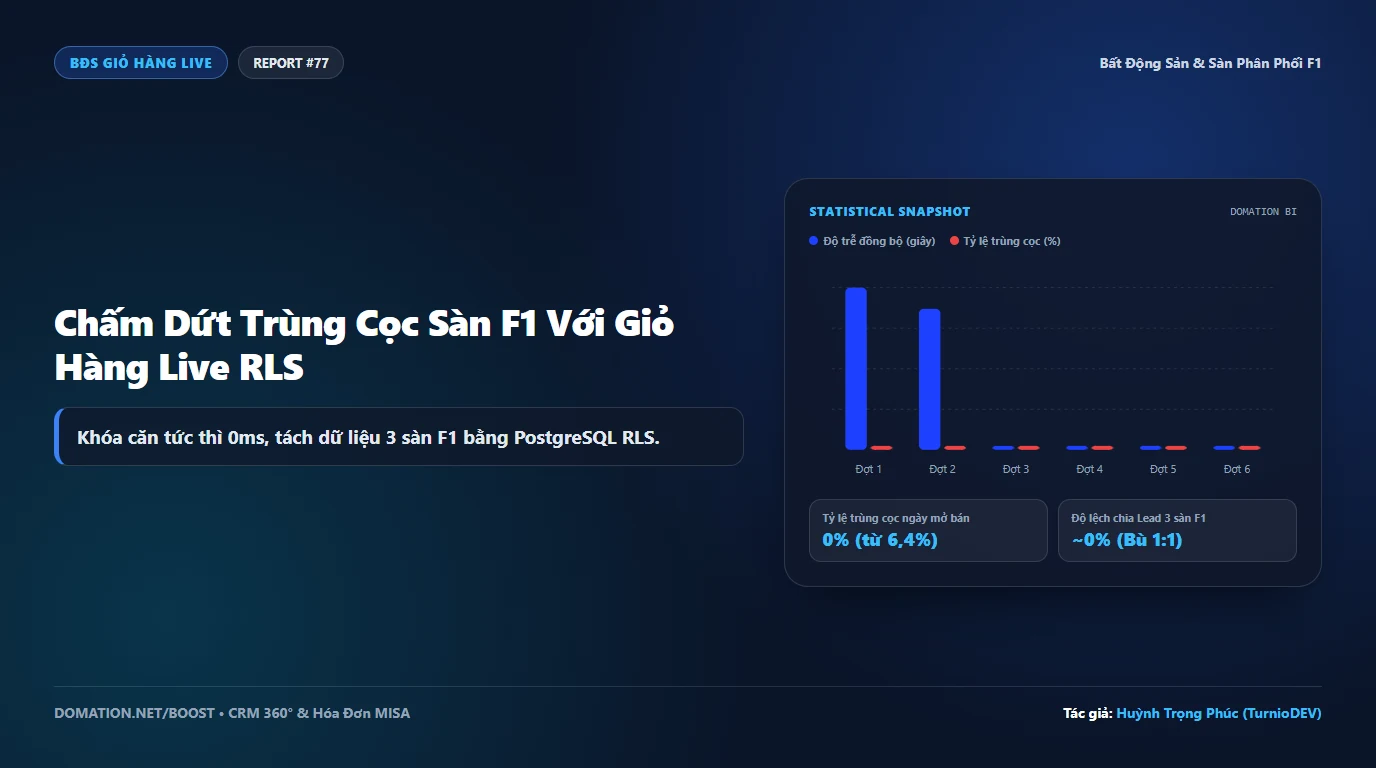 BĐS GIỎ HÀNG LIVE
REPORT #77
Bất Động Sản & Sàn Phân Phối F1
Chấm Dứt Trùng Cọc Sàn F1 Với Giỏ
Hàng Live RLS
Khóa căn tức thì 0ms, tách dữ liệu 3 sàn F1 bằng PostgreSQL RLS.
STATISTICAL SNAPSHOT
DOMATION BI
Độ trễ đồng bộ (giây)
Tỷ lệ trùng cọc (%)
Đợt 1
Đợt 2
Đợt 3
Đợt 4
Đợt 5
Đợt 6
Tỷ lệ trùng cọc ngày mở bán
0% (từ 6,4%)
Độ lệch chia Lead 3 sàn F1
~0% (Bù 1:1)
DOMATION.NET/BOOST • CRM 360° & Hóa Đơn MISA
Tác giả: Huỳnh Trọng Phúc (TurnioDEV)